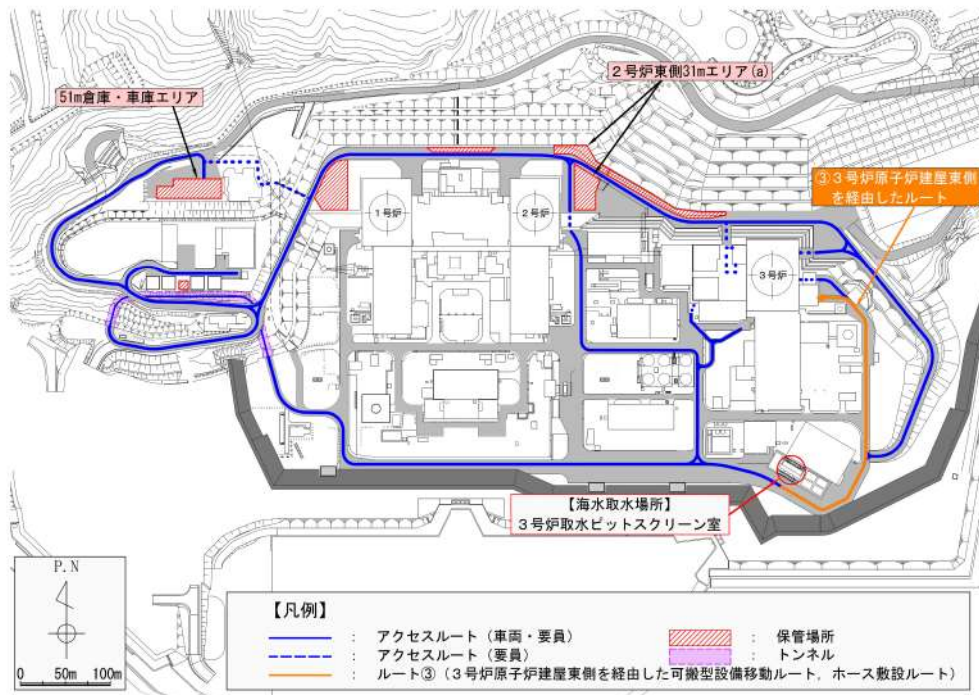 ２号炉東側31mエリア(a)
51m倉庫・車庫エリア
③３号炉原子炉建屋東側
を経由したルート
１号炉
２号炉
３号炉
【海水取水場所】
３号炉取水ピットスクリーン室
P.N
0 50m 100m
【凡例】
： アクセスルート（車両・要員）
： 保管場所
： アクセスルート（要員）
： トンネル
： ルート③（３号炉原子炉建屋東側を経由した可搬型設備移動ルート，ホース敷設ルート）